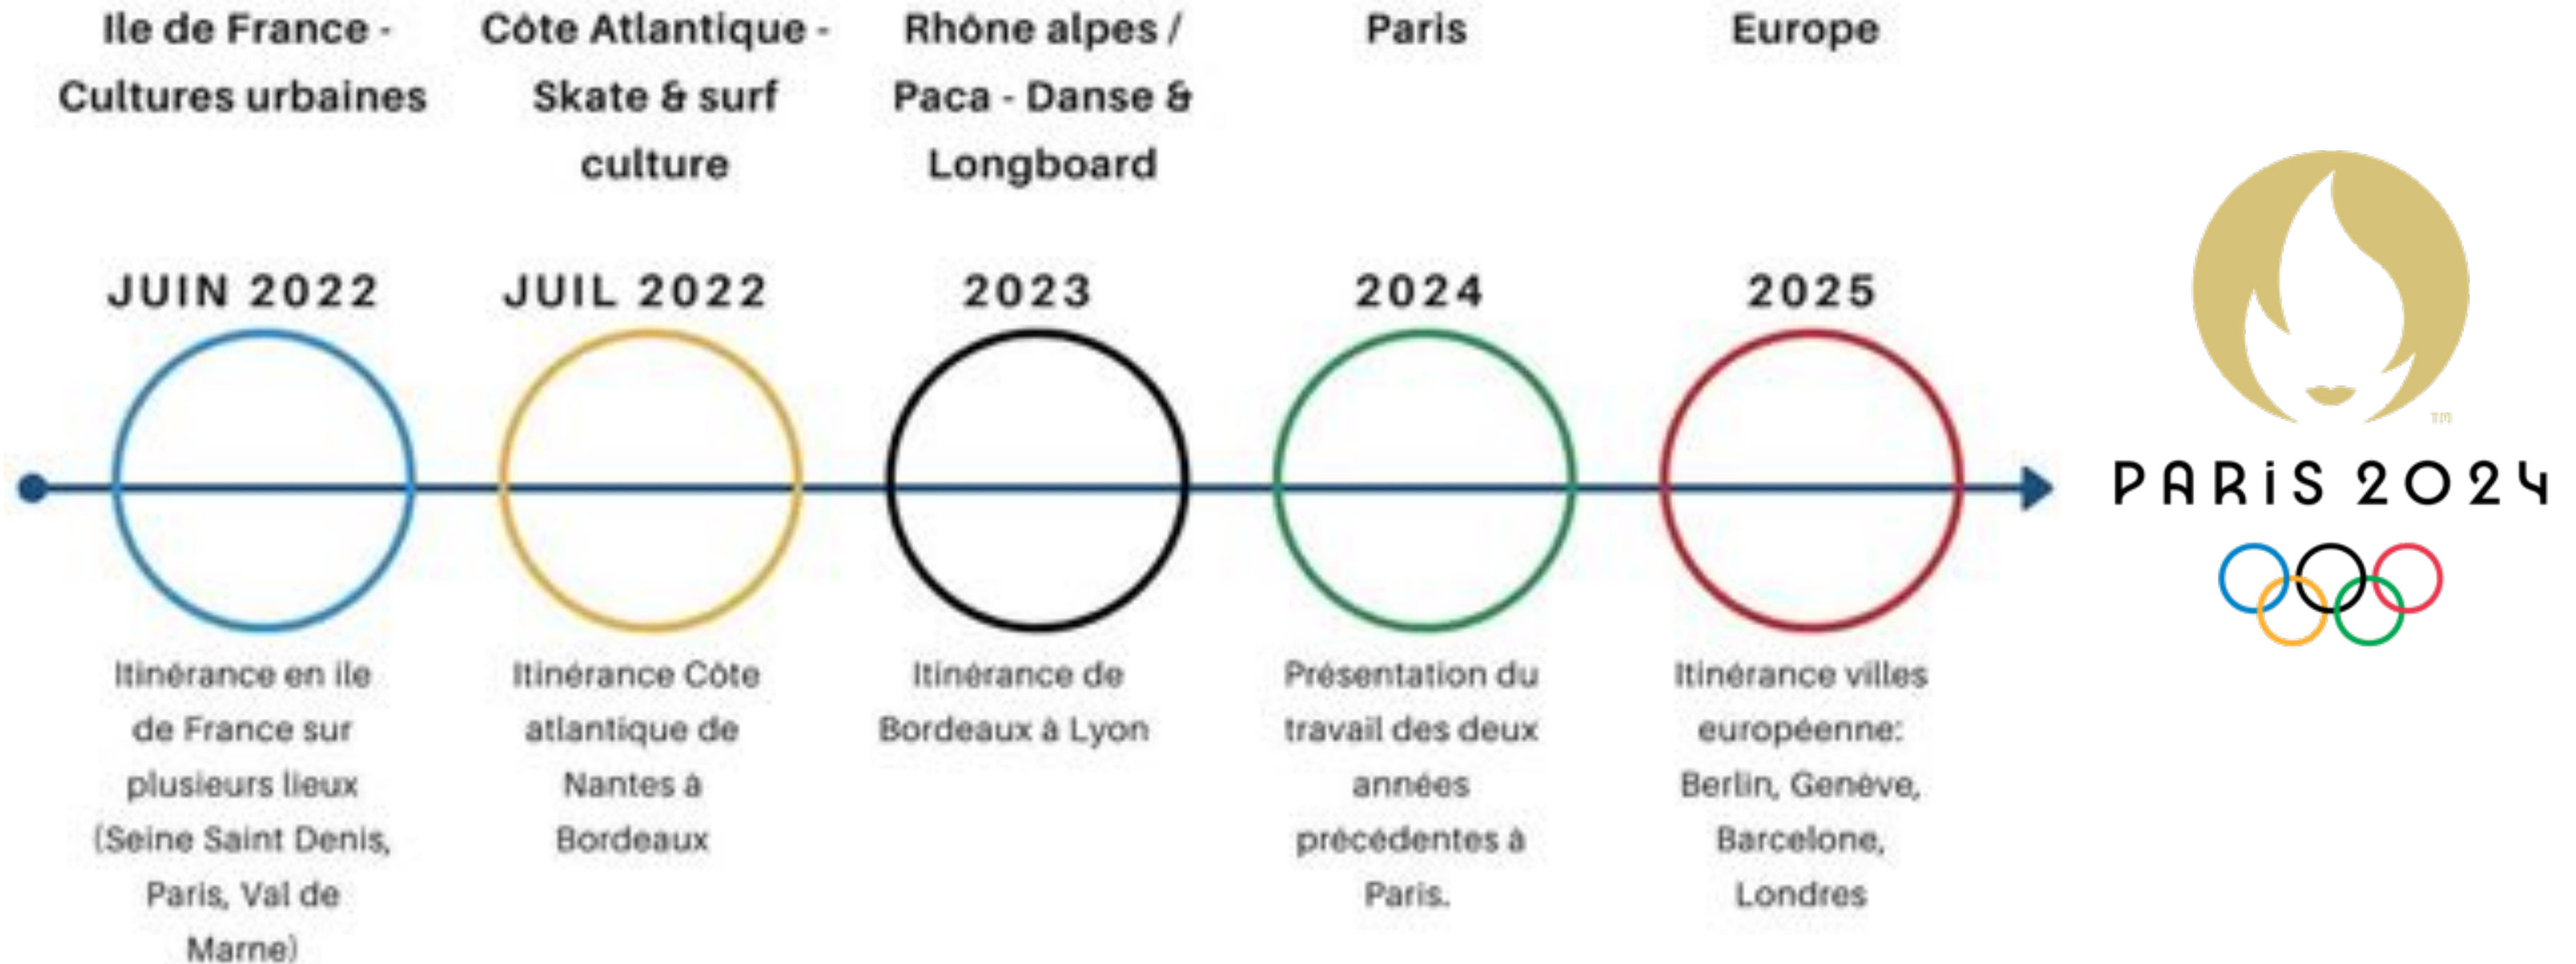 Ile de France -
Cultures urbaines
Côte Atlantique -
Skate & surf
culture
Rhône alpes /
Paca - Danse &
Longboard
Paris
Europe
JUIN 2022
JUIL 2022
2023
2024
2025
Itinérance en ile
de France sur
plusieurs lieux
(Seine Saint Denis,
Paris, Val de
Marne)
Itinérance Côte
atlantique de
Nantes à
Bordeaux
Itinérance de
Bordeaux à Lyon
Présentation du
travail des deux
années
précédentes à
Paris.
Itinérance villes
européenne:
Berlin, Genève,
Barcelone,
Londres
TM
PARIS 2024